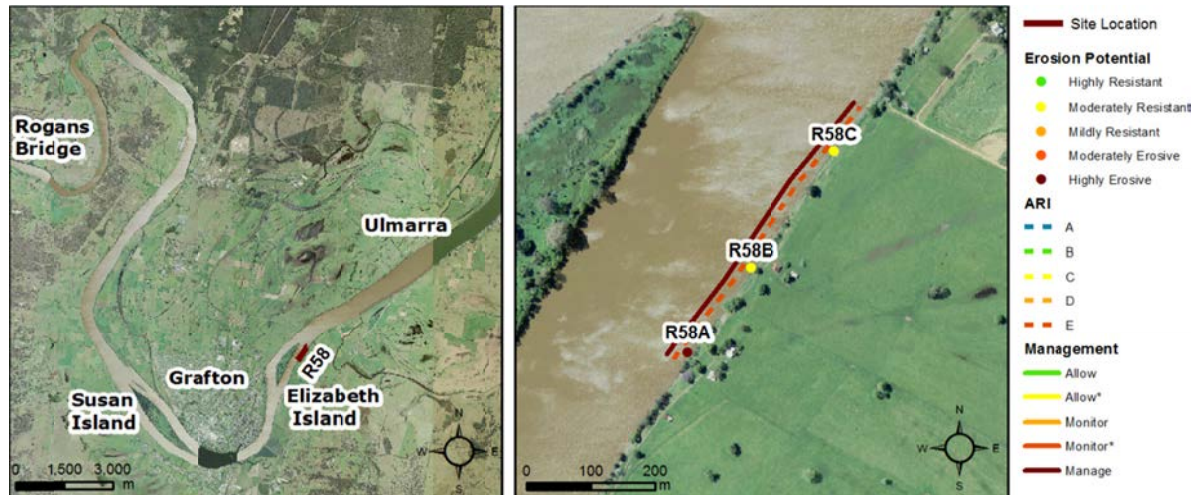 Rogans
Bridge
Ulmarra
R58
Grafton
Susan
Island
Elizabeth
Island
N
W
E
S
0 1,500 3,000
m
R58C
R58B
R58A
N
W
E
S
0 100 200
m
Site Location
Erosion Potential
Highly Resistant
Moderately Resistant
Mildly Resistant
Moderately Erosive
Highly Erosive
ARI
A
B
C
D
E
Management
Allow
Allow*
Monitor
Monitor*
Manage